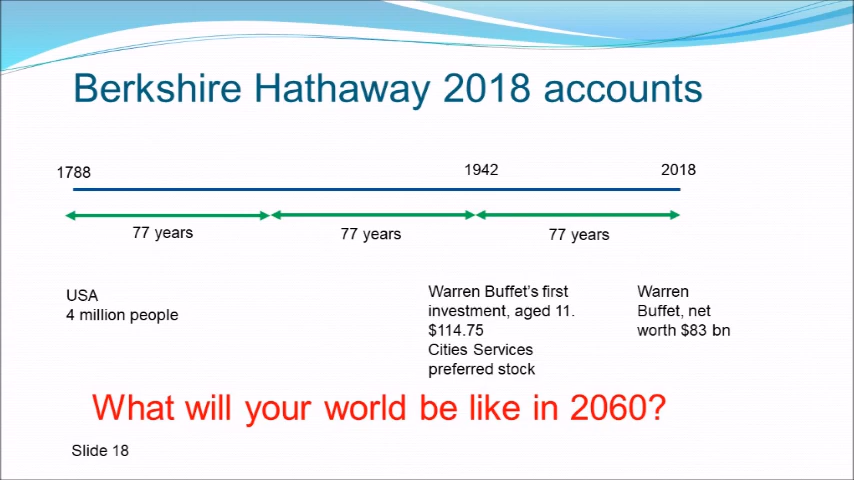 Berkshire Hathaway 2018 accounts
1788
1942
2018
77 years
77 years
77 years
USA
4 million people
Warren Buffet's first
investment, aged 11.
$114.75
Cities Services
preferred stock
Warren
Buffet, net
worth $83 bn
What will your world be like in 2060?
Slide 18